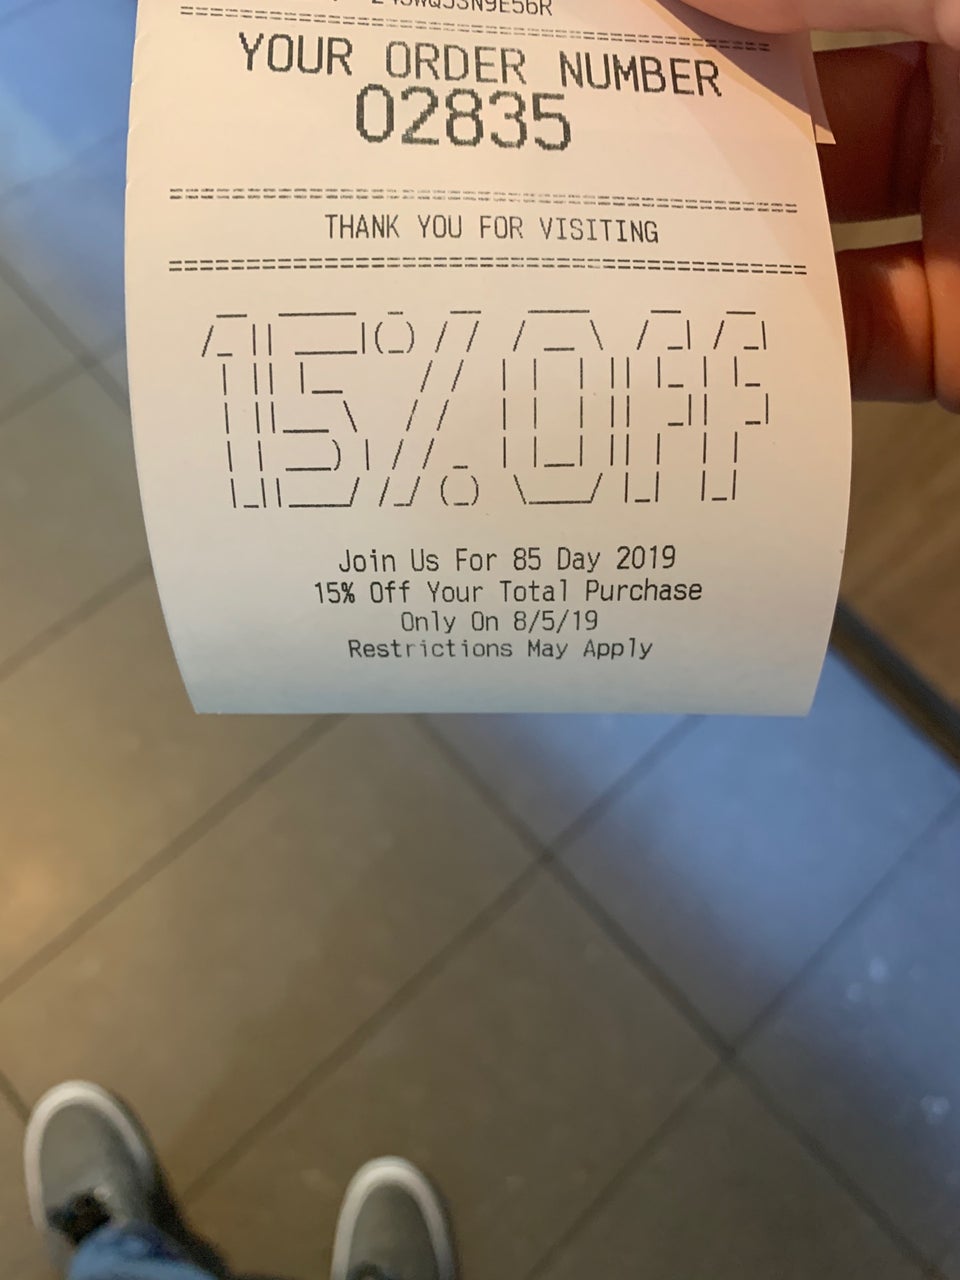 YOUR ORDER NUMBER
02835
THANK YOU FOR VISITING
15% Off
Join Us For 85 Day 2019
15% Off Your Total Purchase
Only On 8/5/19
Restrictions May Apply